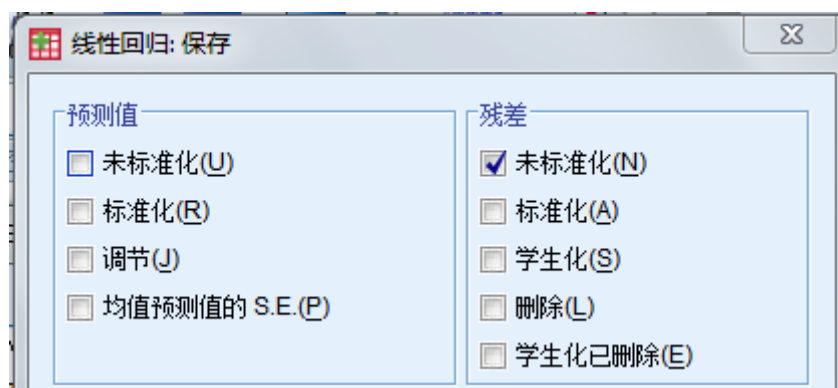 线性回归: 保存
预测值
未标准化(U)
标准化(R)
调节(J)
均值预测值的 S.E.(P)
残差
未标准化(N)
标准化(A)
学生化(S)
删除(L)
学生化已删除(E)